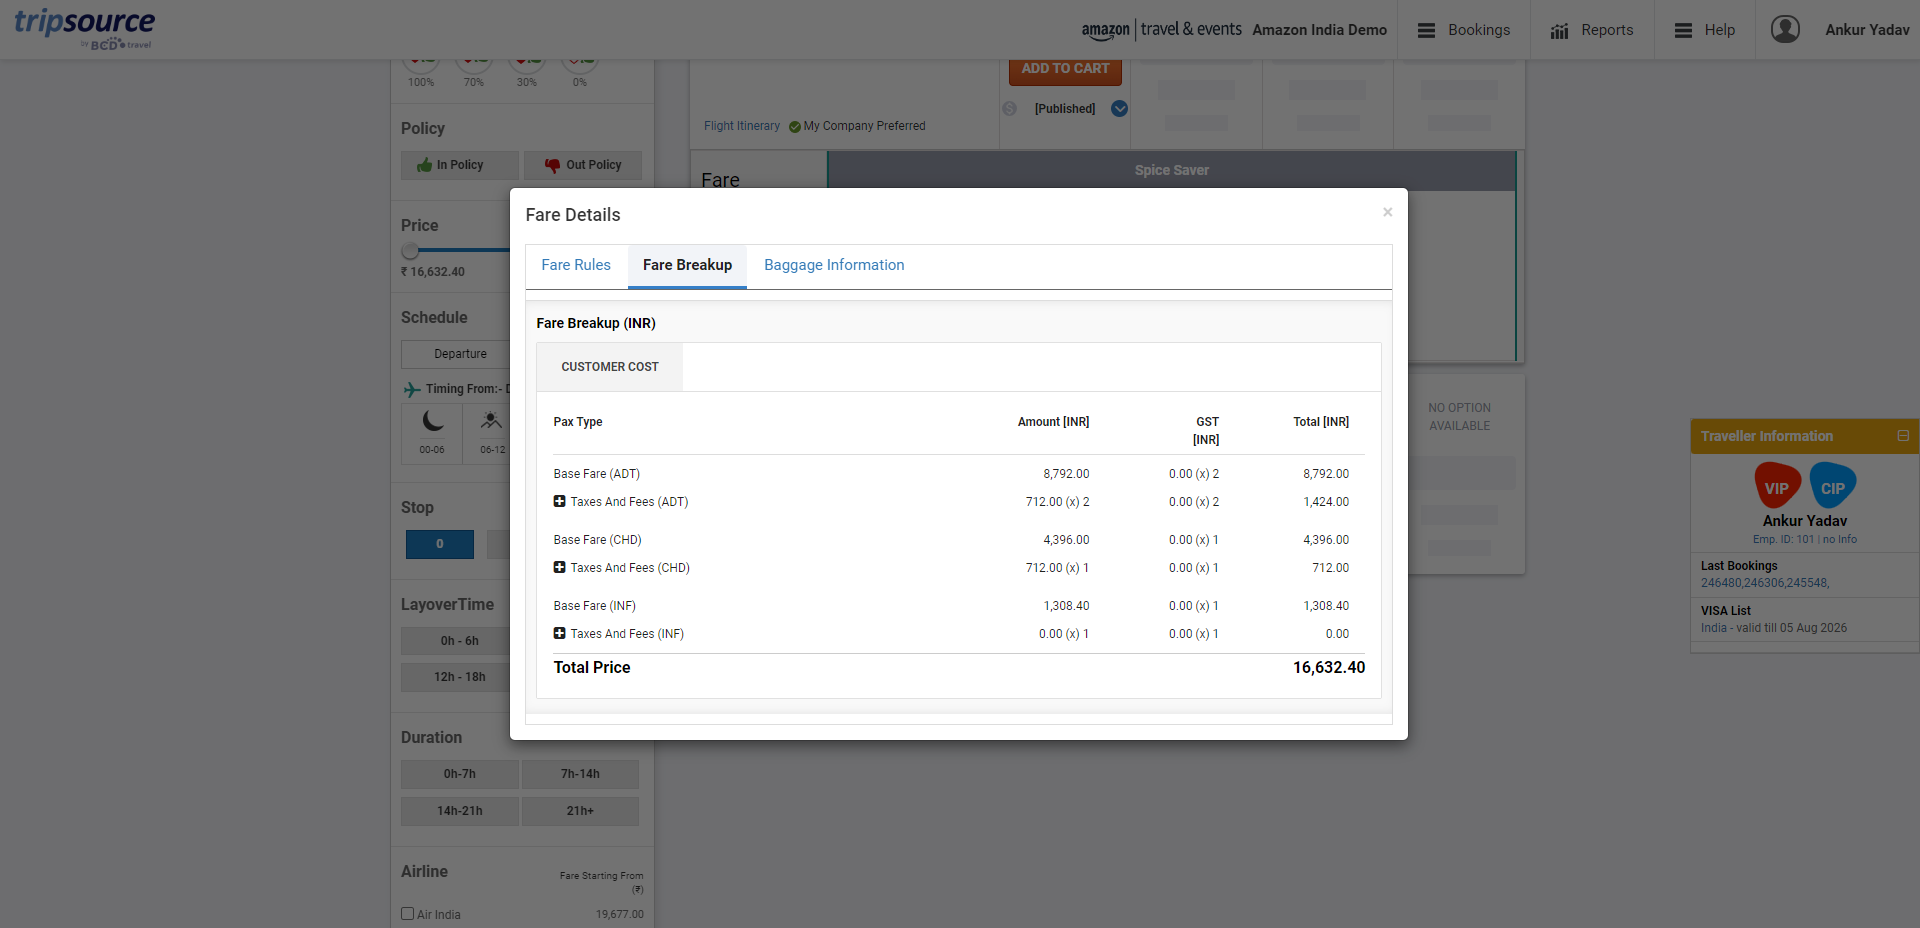 tripsource
by BCD travel
amazon | travel & events Amazon India Demo
Bookings
Reports
Help
Ankur Yadav
100% 70% 30% 0%
Policy
In Policy Out Policy
Price
₹ 16,632.40
Schedule
Departure
Timing From:- D
00-06 06-12
Stop
0
LayoverTime
0h - 6h
12h - 18h
Duration
0h-7h 7h-14h
14h-21h 21h+
Airline
Fare Starting From
(₹)
Air India 19,677.00
ADD TO CART
[Published]
Flight Itinerary My Company Preferred
Fare
Spice Saver
NO OPTION
AVAILABLE
Fare Details
×
Fare Rules Fare Breakup Baggage Information
Fare Breakup (INR)
CUSTOMER COST
Pax Type Amount [INR] GST [INR] Total [INR]
Base Fare (ADT) 8,792.00 0.00 (x) 2 8,792.00
Taxes And Fees (ADT) 712.00 (x) 2 0.00 (x) 2 1,424.00
Base Fare (CHD) 4,396.00 0.00 (x) 1 4,396.00
Taxes And Fees (CHD) 712.00 (x) 1 0.00 (x) 1 712.00
Base Fare (INF) 1,308.40 0.00 (x) 1 1,308.40
Taxes And Fees (INF) 0.00 (x) 1 0.00 (x) 1 0.00
Total Price 16,632.40
Traveller Information
VIP CIP
Ankur Yadav
Emp. ID: 101 | no Info
Last Bookings
246480,246306,245548,
VISA List
India - valid till 05 Aug 2026